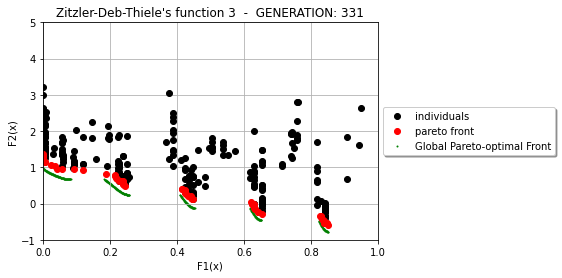 Zitzler-Deb-Thiele's function 3  -  GENERATION: 331
5
4
3
2
1
0
-1
F2(x)
0.0 0.2 0.4 0.6 0.8 1.0
F1(x)
individuals
pareto front
Global Pareto-optimal Front